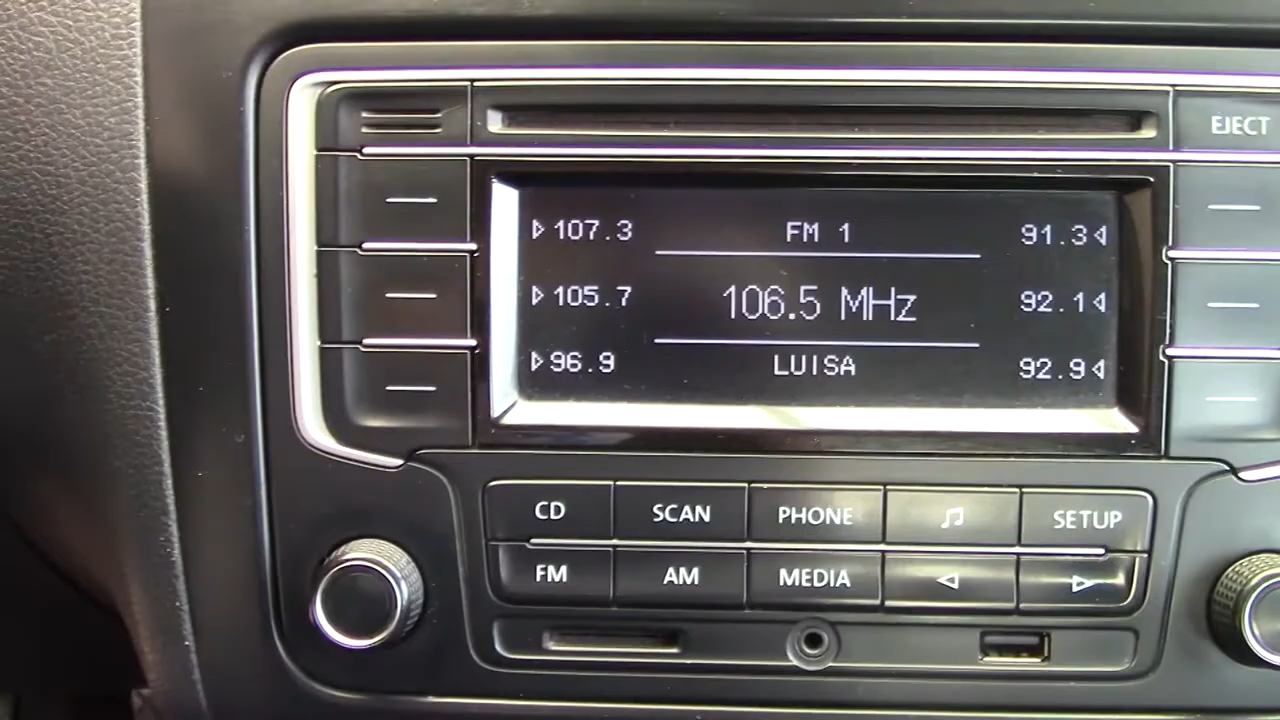 EJECT
107.3 FM 1 91.3
105.7 106.5 MHz 92.1
96.9 LUISA 92.9
CD SCAN PHONE SETUP
FM AM MEDIA